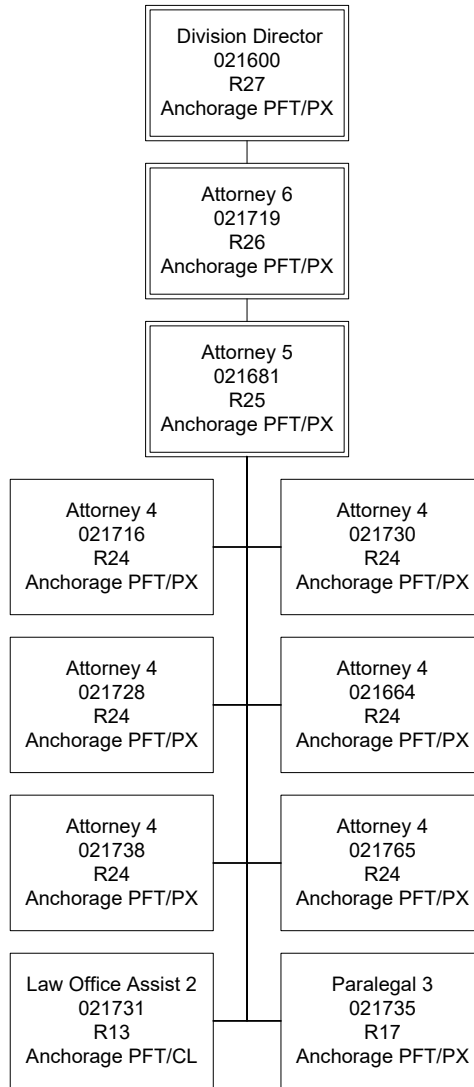 Division Director
021600
R27
Anchorage PFT/PX
Attorney 6
021719
R26
Anchorage PFT/PX
Attorney 5
021681
R25
Anchorage PFT/PX
Attorney 4
021716
R24
Anchorage PFT/PX
Attorney 4
021730
R24
Anchorage PFT/PX
Attorney 4
021728
R24
Anchorage PFT/PX
Attorney 4
021664
R24
Anchorage PFT/PX
Attorney 4
021738
R24
Anchorage PFT/PX
Attorney 4
021765
R24
Anchorage PFT/PX
Law Office Assist 2
021731
R13
Anchorage PFT/CL
Paralegal 3
021735
R17
Anchorage PFT/PX